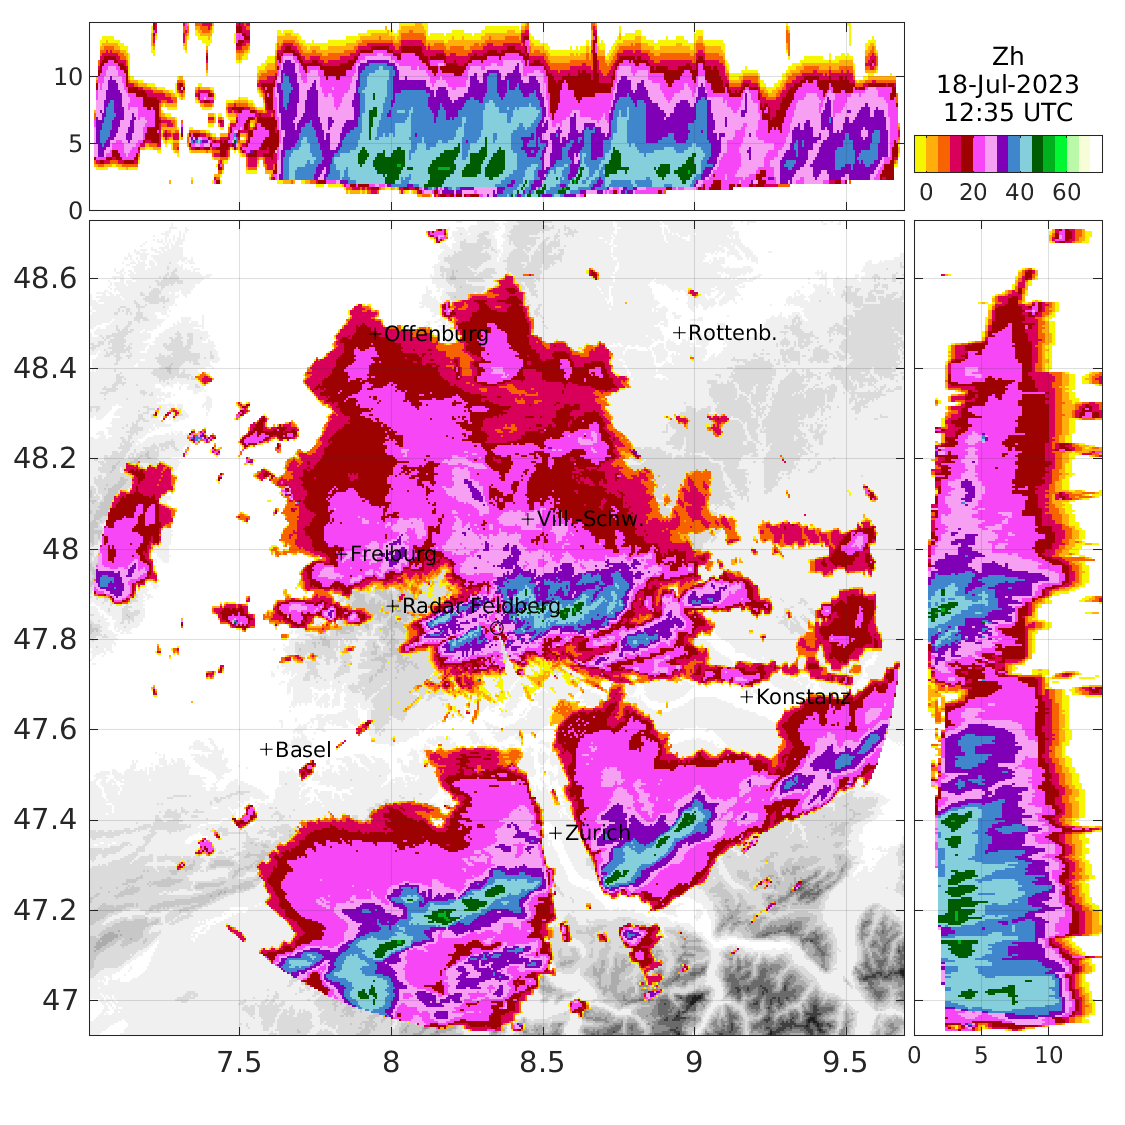 10
5
0
Zh
18-Jul-2023
12:35 UTC
0 20 40 60
48.6
48.4
48.2
48
47.8
47.6
47.4
47.2
47
+Offenburg
+Rottenb.
+Vill.-Schw.
+Freiburg
+Radar Feldberg
+Konstanz
+Basel
+Zürich
7.5 8 8.5 9 9.5
0 5 10